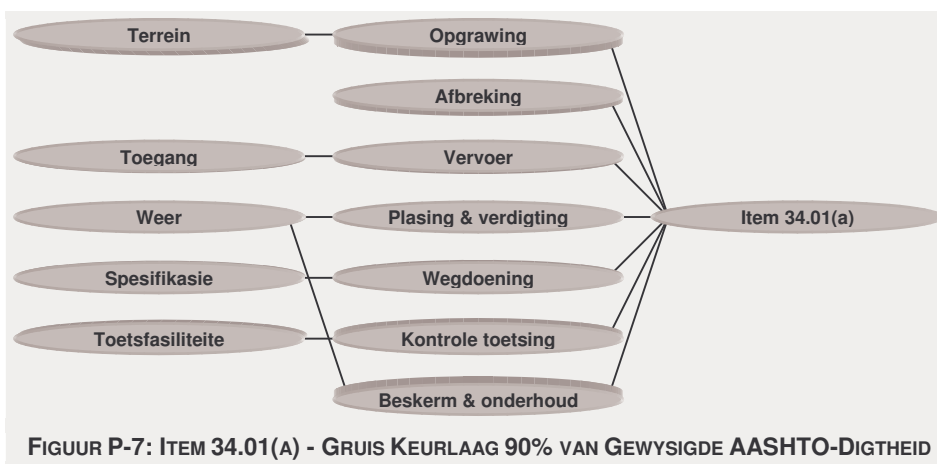 Terrein
Opgrawing
Afbreking
Toegang
Vervoer
Weer
Plasing & verdigting
Item 34.01(a)
Spesifikasie
Wegdoening
Toetsfasiliteite
Kontrole toetsing
Beskerm & onderhoud
FIGUUR P-7: ITEM 34.01(A) - GRUIS KEURLAAG 90% VAN GEWYSIGDE AASHTO-DIGTHEID